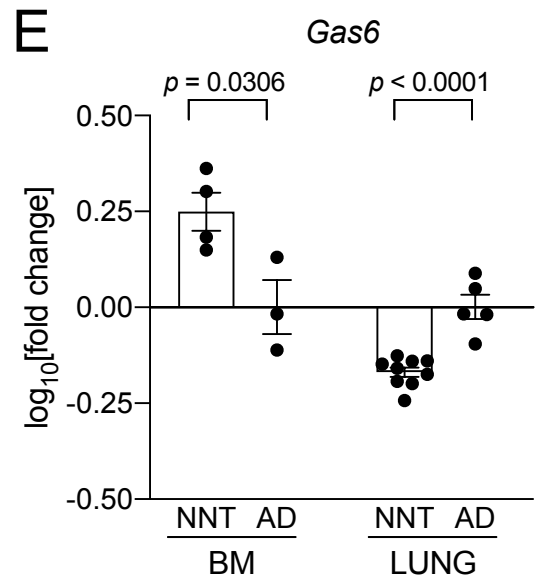 E
Gas6
p = 0.0306 p < 0.0001
log10[fold change]
0.50
0.25
0.00
-0.25
-0.50
NNT AD NNT AD
BM LUNG